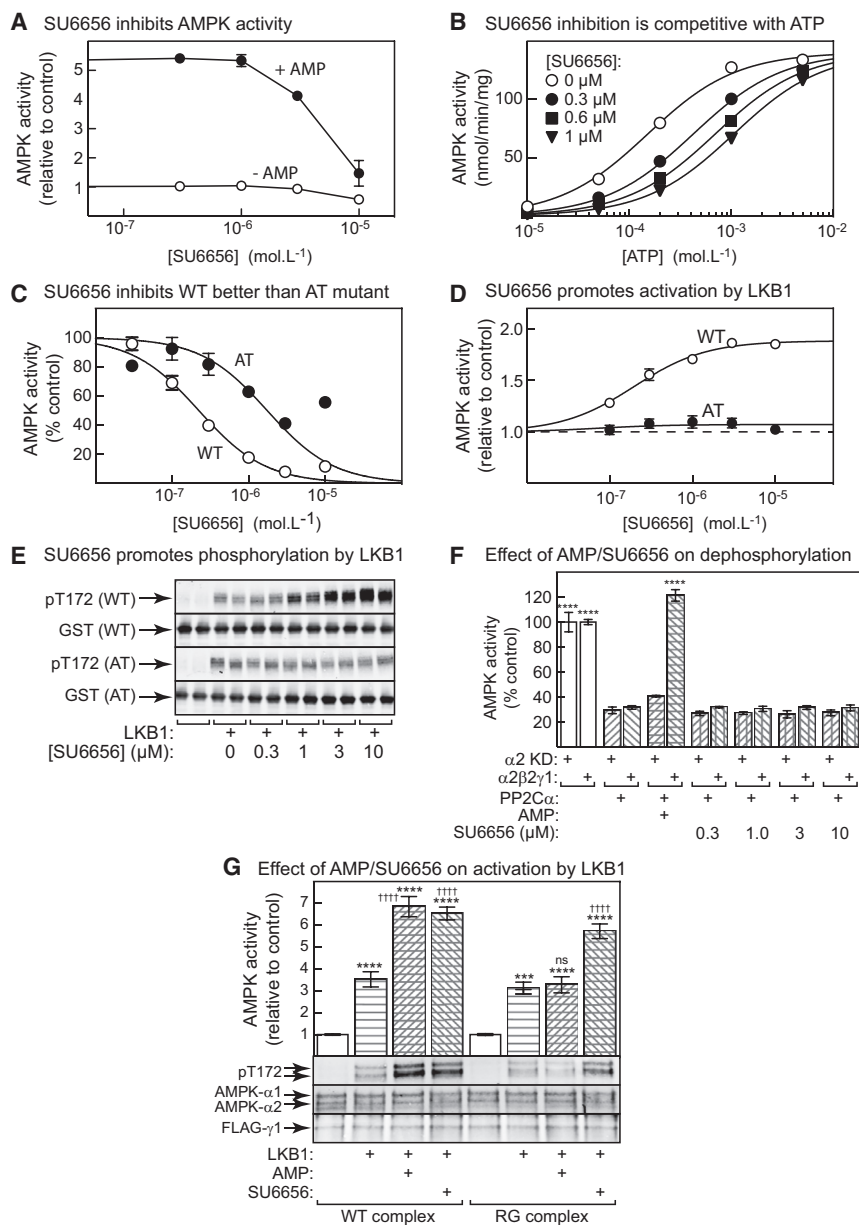 A SU6656 inhibits AMPK activity
AMPK activity
(relative to control)
5
4
3
2
1
+ AMP
- AMP
10-7 10-6 10-5
[SU6656] (mol.L-1)
B SU6656 inhibition is competitive with ATP
AMPK activity
(nmol/min/mg)
100
50
[SU6656]:
0 µM
0.3 µM
0.6 µM
1 µM
10-5 10-4 10-3 10-2
[ATP] (mol.L-1)
C SU6656 inhibits WT better than AT mutant
AMPK activity
(% control)
100
80
60
40
20
AT
WT
10-7 10-6 10-5
[SU6656] (mol.L-1)
D SU6656 promotes activation by LKB1
AMPK activity
(relative to control)
2.0
1.5
1.0
WT
AT
10-7 10-6 10-5
[SU6656] (mol.L-1)
E SU6656 promotes phosphorylation by LKB1
pT172 (WT)
GST (WT)
pT172 (AT)
GST (AT)
LKB1: + + + + +
[SU6656] (µM): 0 0.3 1 3 10
F Effect of AMP/SU6656 on dephosphorylation
AMPK activity
(% control)
120
100
80
60
40
20
**** **** ****
α2 KD: + + + + + + +
α2β2γ1: + + + + + + +
PP2Cα: + + + + + +
AMP: +
SU6656 (µM): 0.3 1.0 3 10
G Effect of AMP/SU6656 on activation by LKB1
AMPK activity
(relative to control)
7
6
5
4
3
2
1
**** †††† **** †††† **** *** ns **** †††† ****
pT172
AMPK-α1
AMPK-α2
FLAG-γ1
LKB1: + + + + + +
AMP: + +
SU6656: + +
WT complex RG complex